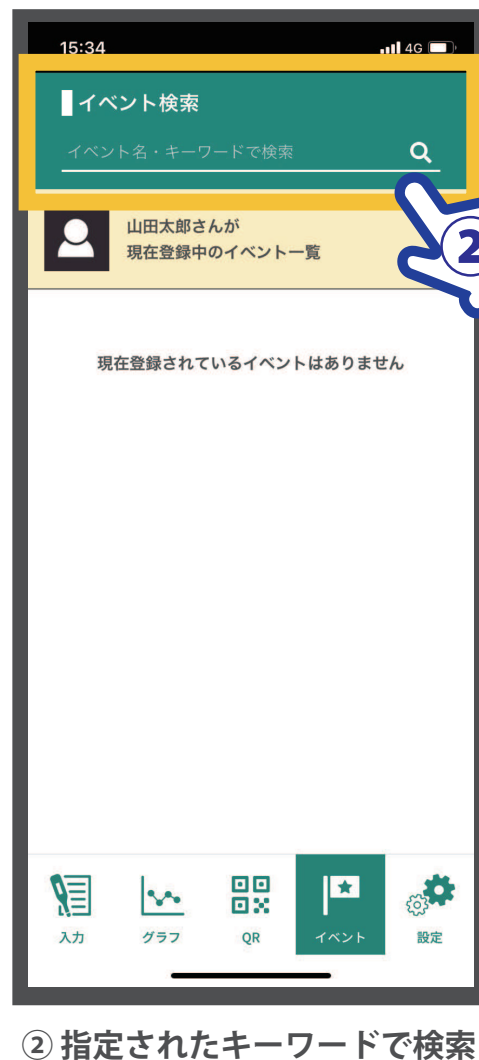 15:34
4G
イベント検索
イベント名・キーワードで検索
②
山田太郎さんが
現在登録中のイベント一覧
現在登録されているイベントはありません
入力
グラフ
QR
イベント
設定
② 指定されたキーワードで検索